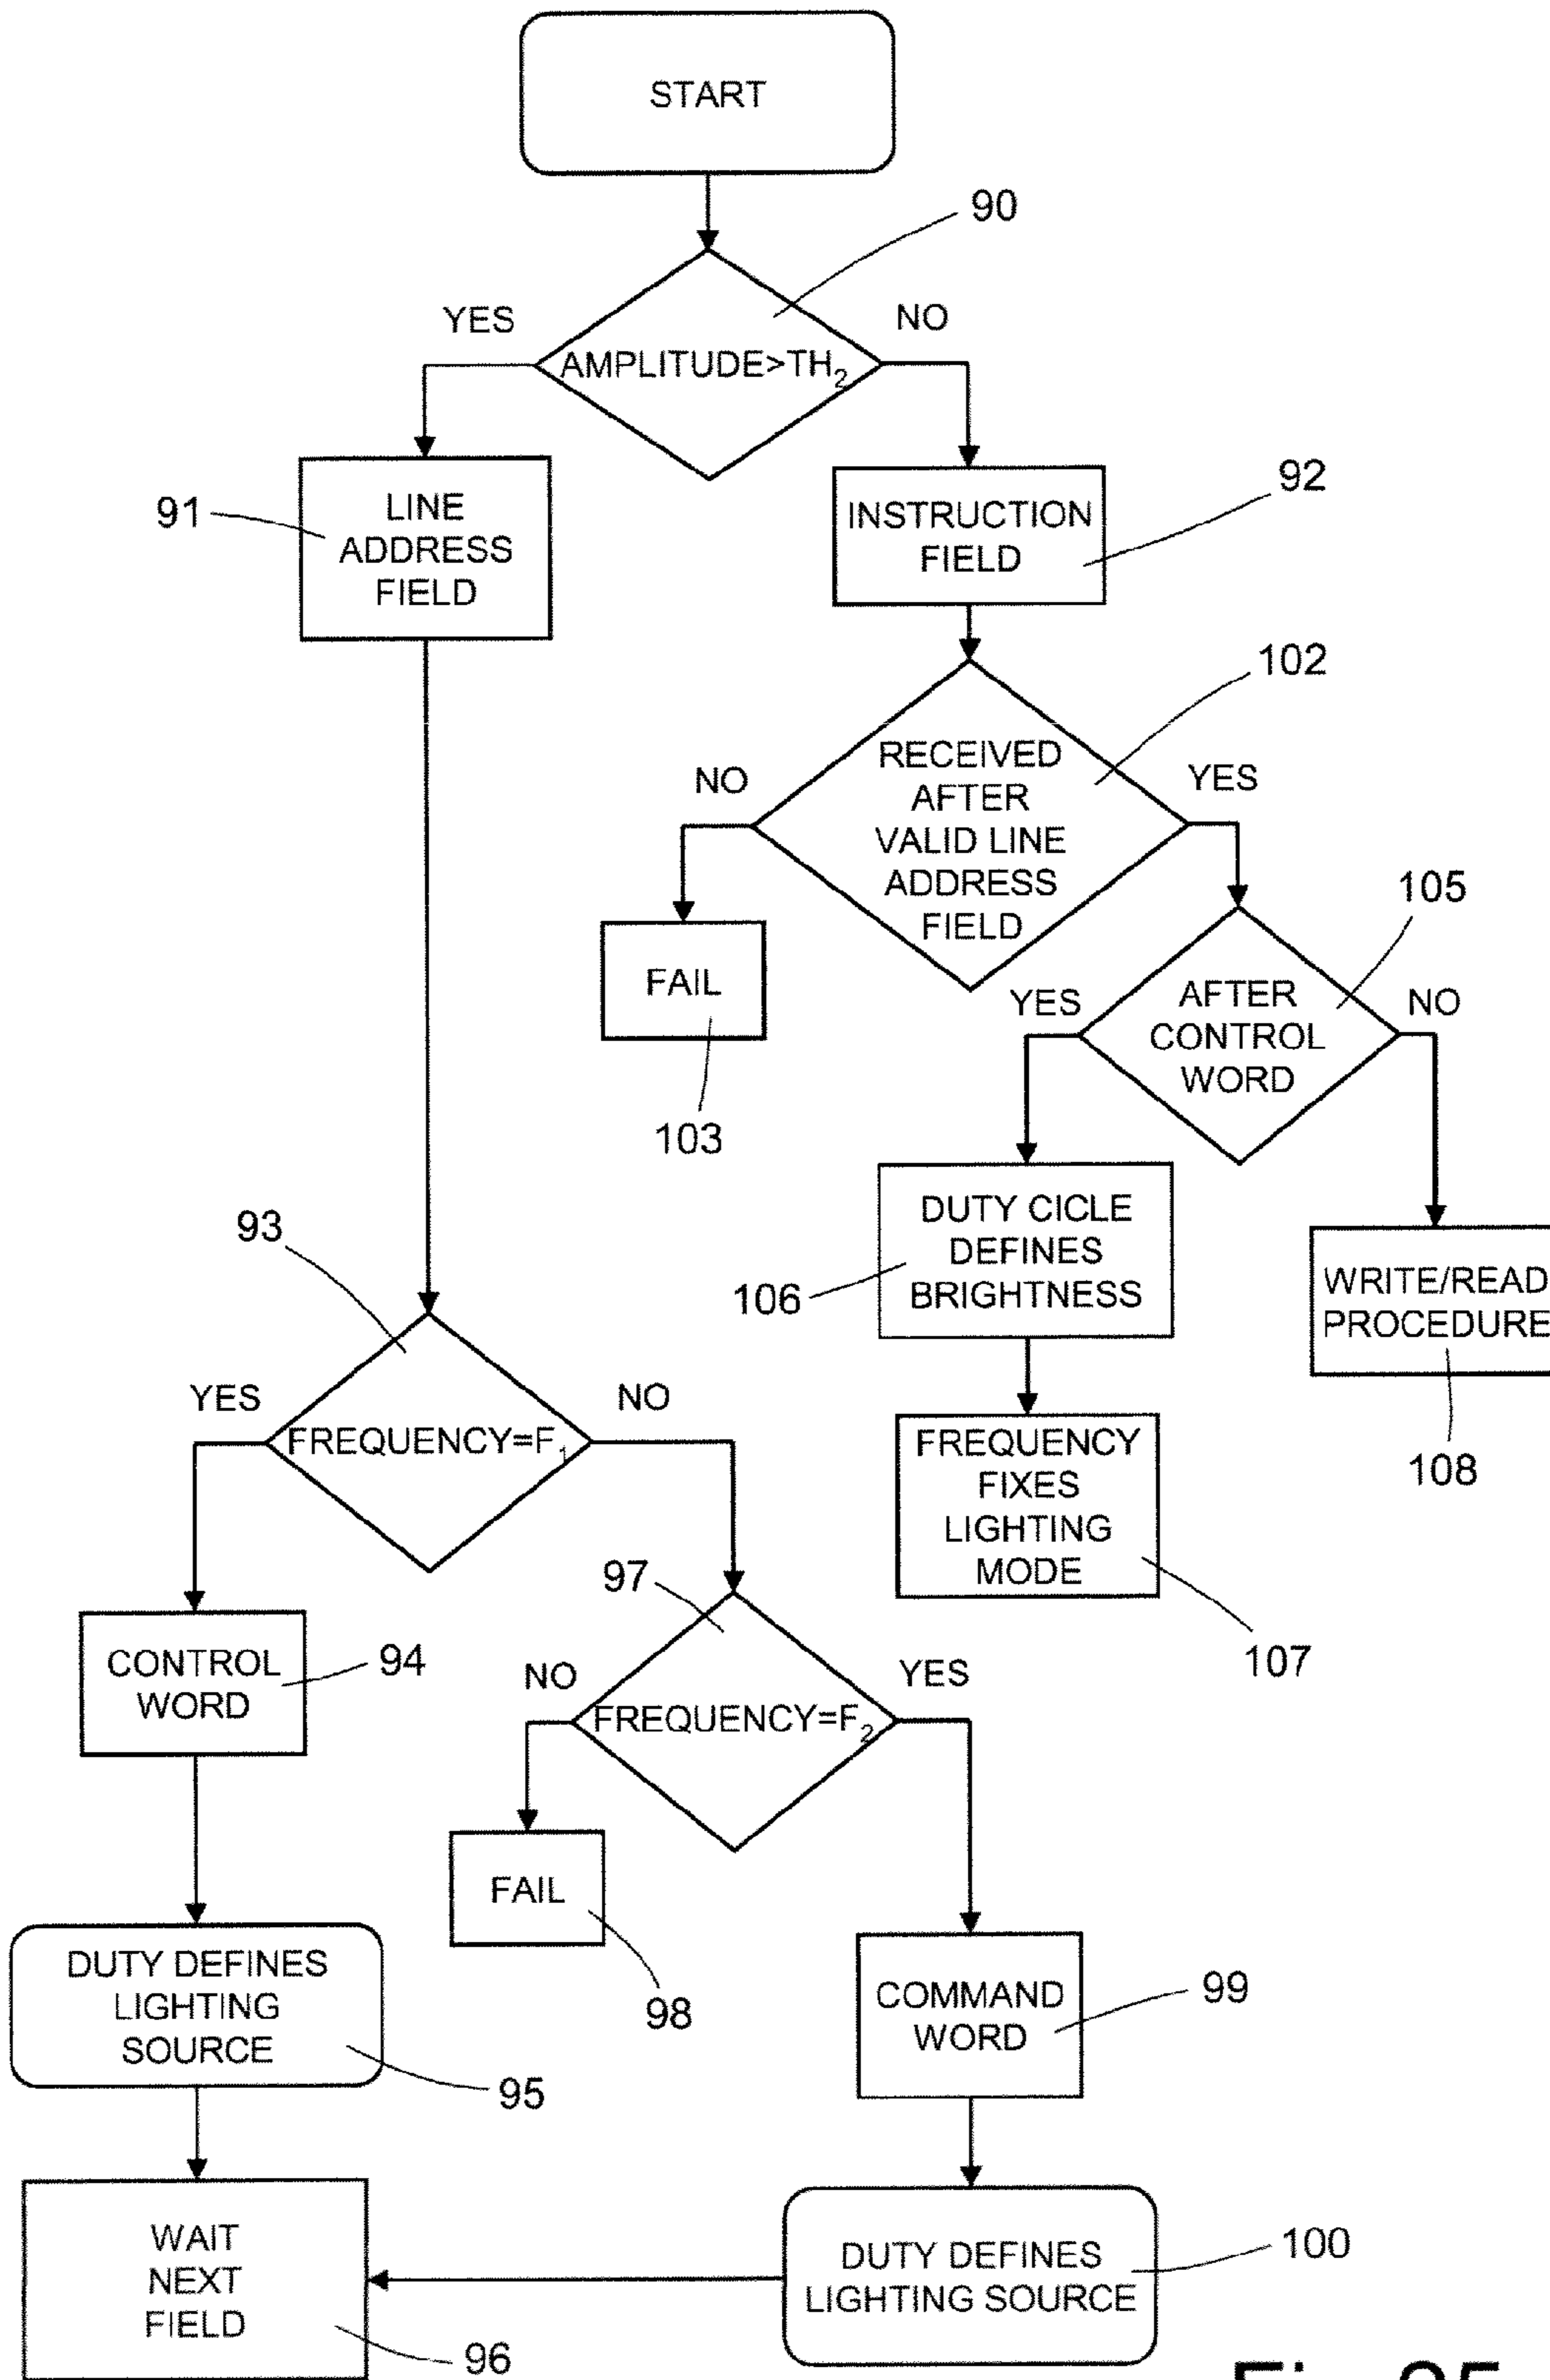 START
90
YES
NO
AMPLITUDE>TH₂
91
LINE
ADDRESS
FIELD
92
INSTRUCTION
FIELD
102
RECEIVED
AFTER
VALID LINE
ADDRESS
FIELD
NO
YES
FAIL
103
105
AFTER
CONTROL
WORD
YES
NO
93
106
DUTY CICLE
DEFINES
BRIGHTNESS
WRITE/READ
PROCEDURE
108
YES
NO
FREQUENCY=F₁
FREQUENCY
FIXES
LIGHTING
MODE
107
97
CONTROL
WORD
94
NO
YES
FREQUENCY=F₂
FAIL
98
DUTY DEFINES
LIGHTING
SOURCE
95
COMMAND
WORD
99
WAIT
NEXT
FIELD
96
DUTY DEFINES
LIGHTING SOURCE
100